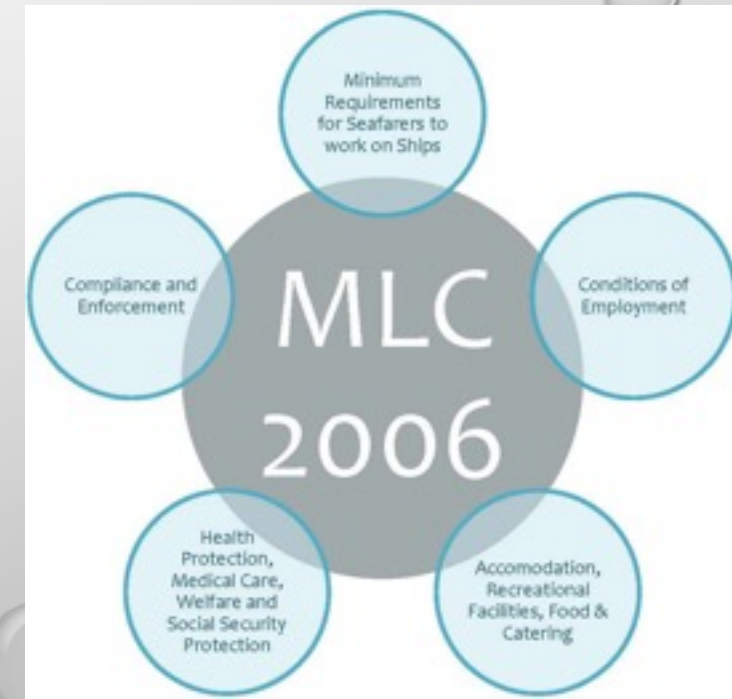 Minimum
Requirements
for Seafarers to
work on Ships
Compliance and
Enforcement
MLC
2006
Conditions of
Employment
Health
Protection,
Medical Care,
Welfare and
Social Security
Protection
Accomodation,
Recreational
Facilities, Food &
Catering